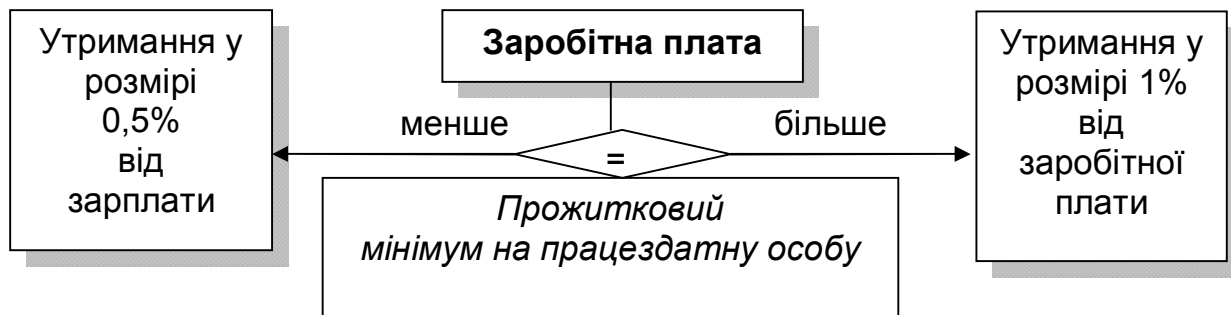 Утримання у
розмірі
0,5%
від
зарплати
Заробітна плата
менше
=
більше
Прожитковий
мінімум на працездатну особу
Утримання у
розмірі 1%
від
заробітної
плати